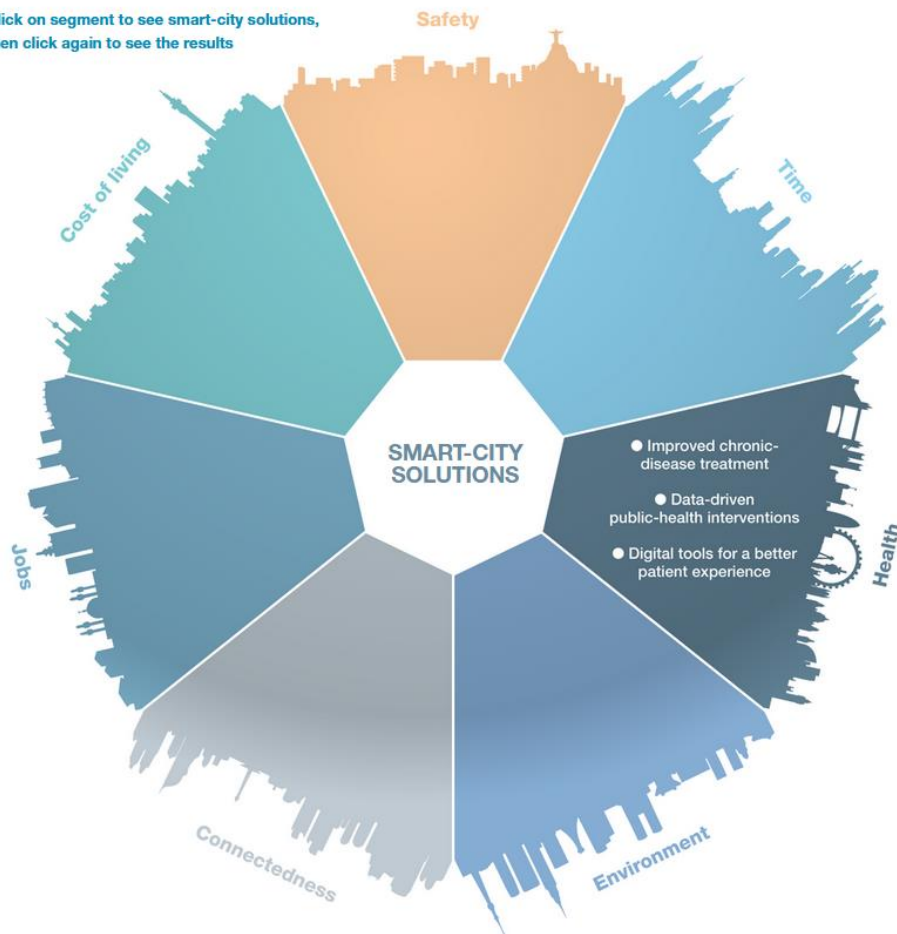 lick on segment to see smart-city solutions,
en click again to see the results
Safety
Cost of living
Time
SMART-CITY
SOLUTIONS
● Improved chronic-
disease treatment
● Data-driven
public-health interventions
● Digital tools for a better
patient experience
Jobs
Health
Connectedness
Environment